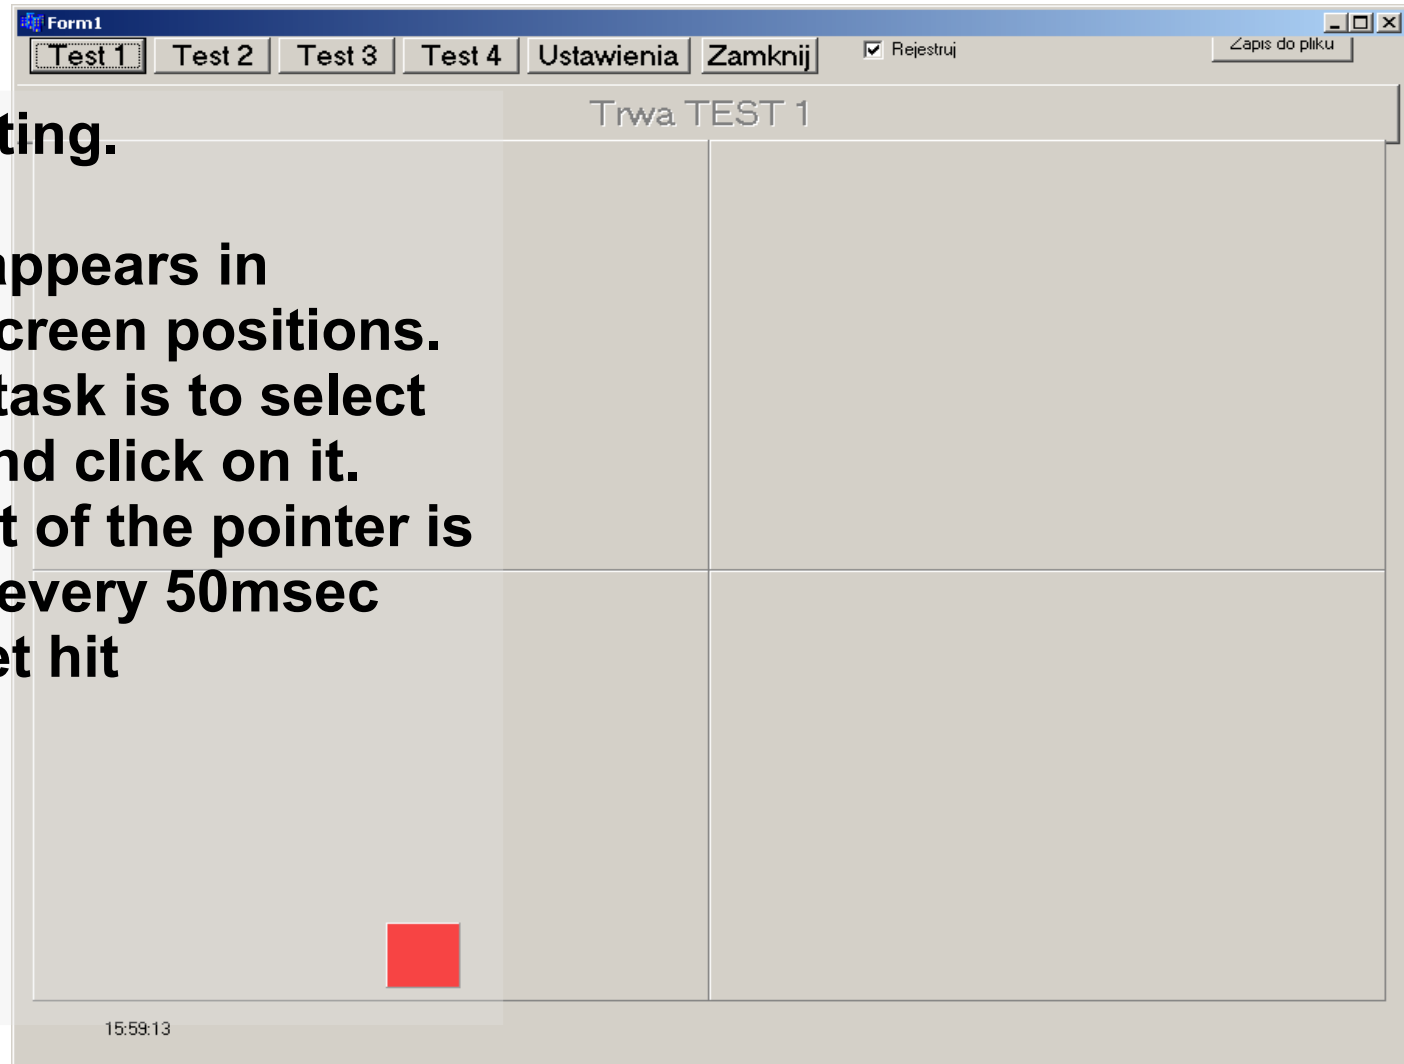 Form1
Test 1 Test 2 Test 3 Test 4 Ustawienia Zamknij Rejestruj Zapis do pliku
Trwa TEST 1
ting.
appears in
creen positions.
task is to select
nd click on it.
t of the pointer is
every 50msec
et hit
15:59:13